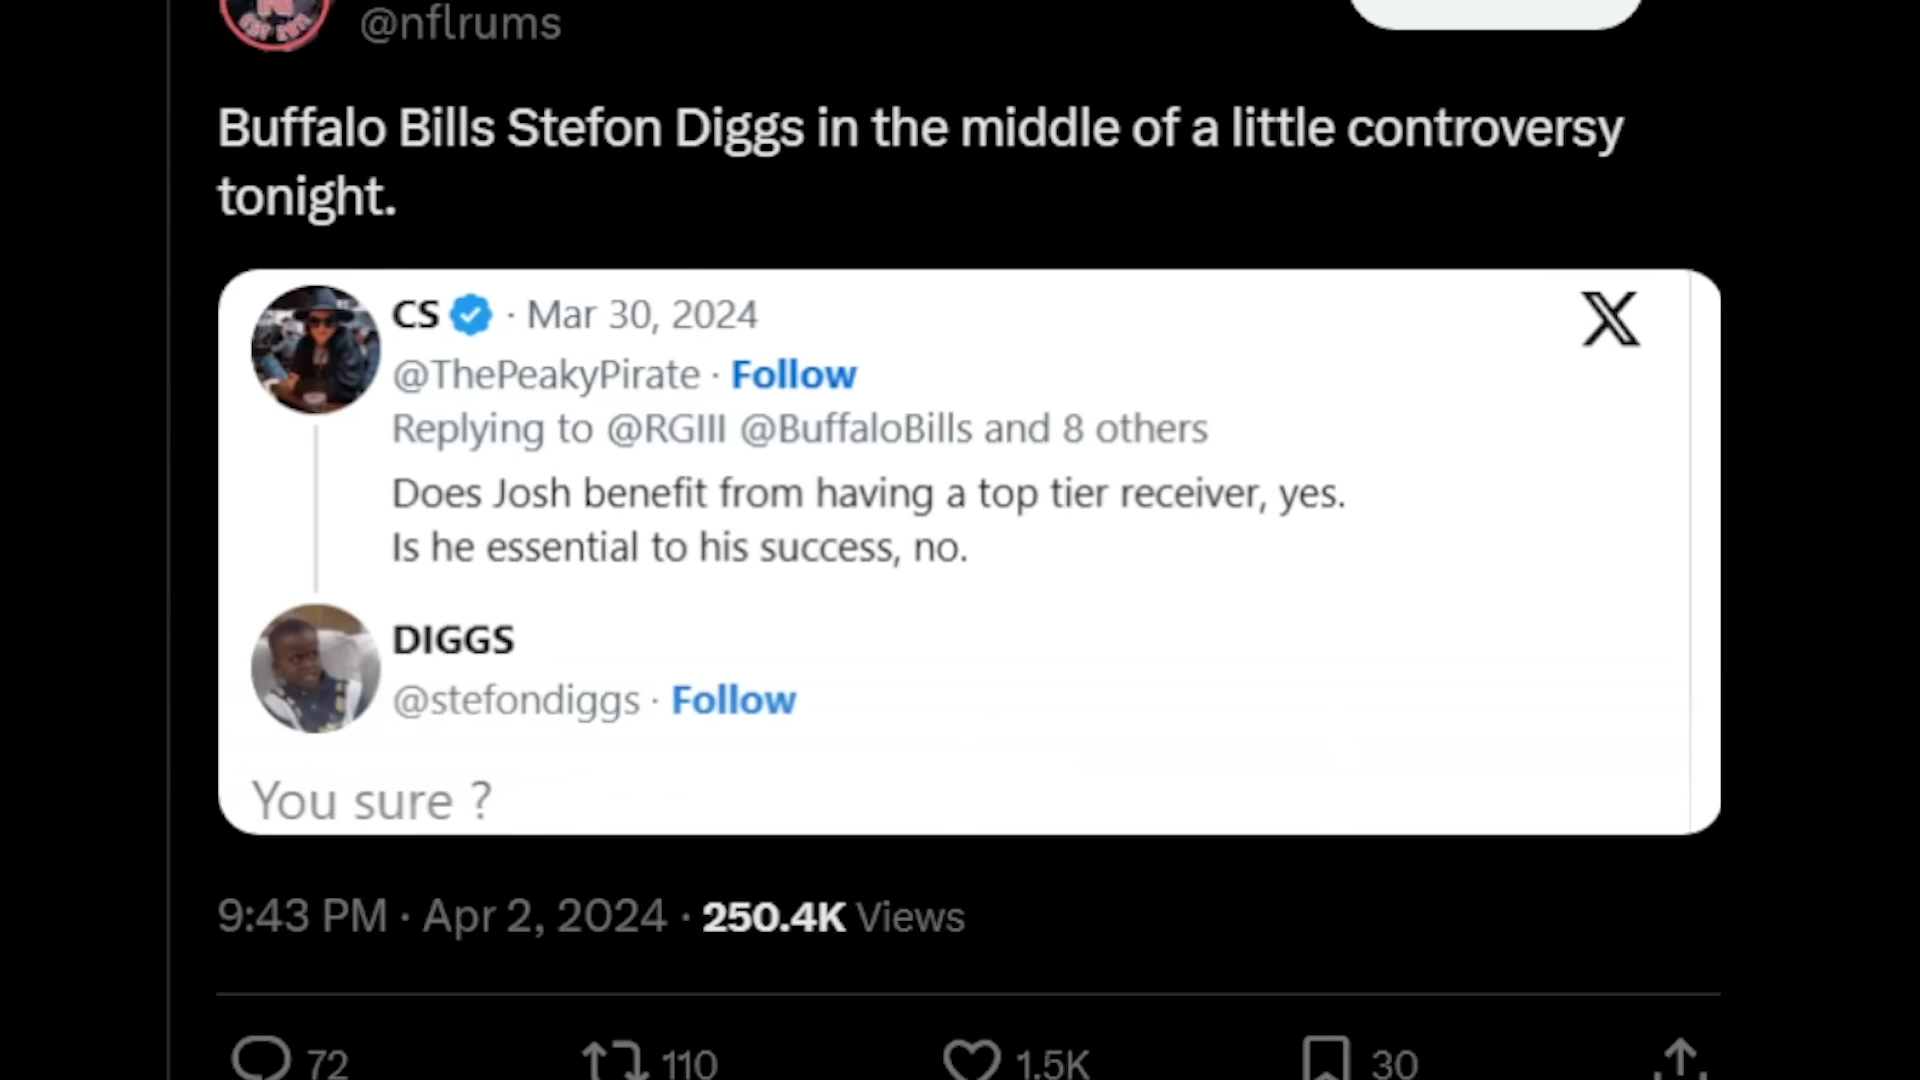 @nflrums
Buffalo Bills Stefon Diggs in the middle of a little controversy
tonight.
CS · Mar 30, 2024
@ThePeakyPirate · Follow
Replying to @RGIII @BuffaloBills and 8 others
Does Josh benefit from having a top tier receiver, yes.
Is he essential to his success, no.
DIGGS
@stefondiggs · Follow
You sure ?
9:43 PM · Apr 2, 2024 · 250.4K Views
72 110 1.5K 30